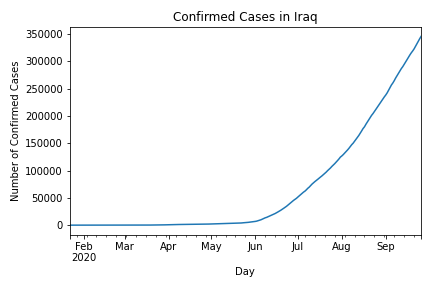 Confirmed Cases in Iraq
350000
300000
250000
200000
150000
100000
50000
0
Number of Confirmed Cases
Feb Mar Apr May Jun Jul Aug Sep
2020
Day